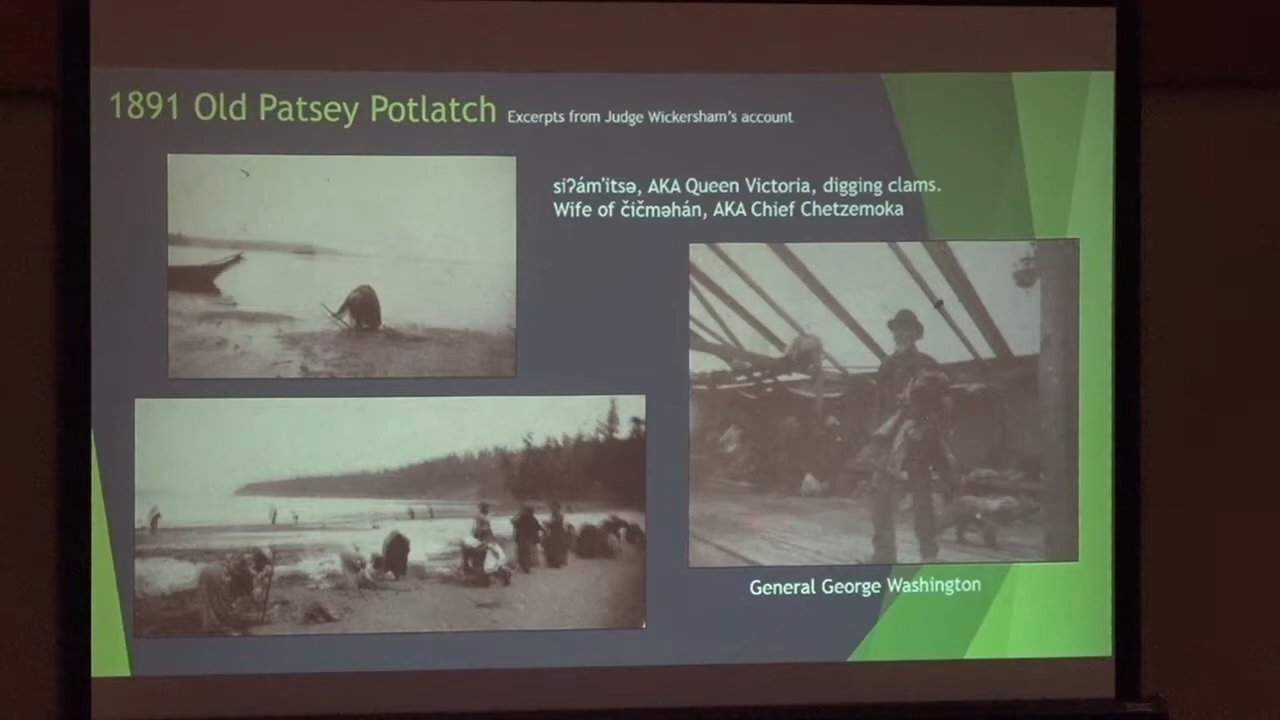 1891 Old Patsey Potlatch Excerpts from Judge Wickersham's account
siʔám'itsə, AKA Queen Victoria, digging clams.
Wife of čičməhán, AKA Chief Chetzemoka
General George Washington